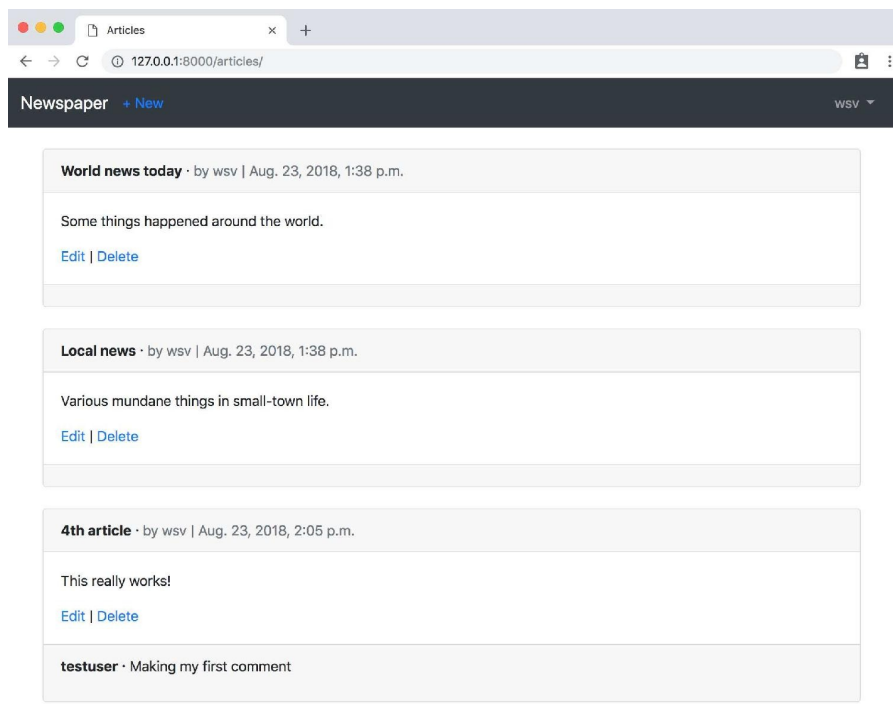 Articles
127.0.0.1:8000/articles/
Newspaper + New wsv
World news today · by wsv | Aug. 23, 2018, 1:38 p.m.
Some things happened around the world.
Edit | Delete
Local news · by wsv | Aug. 23, 2018, 1:38 p.m.
Various mundane things in small-town life.
Edit | Delete
4th article · by wsv | Aug. 23, 2018, 2:05 p.m.
This really works!
Edit | Delete
testuser · Making my first comment